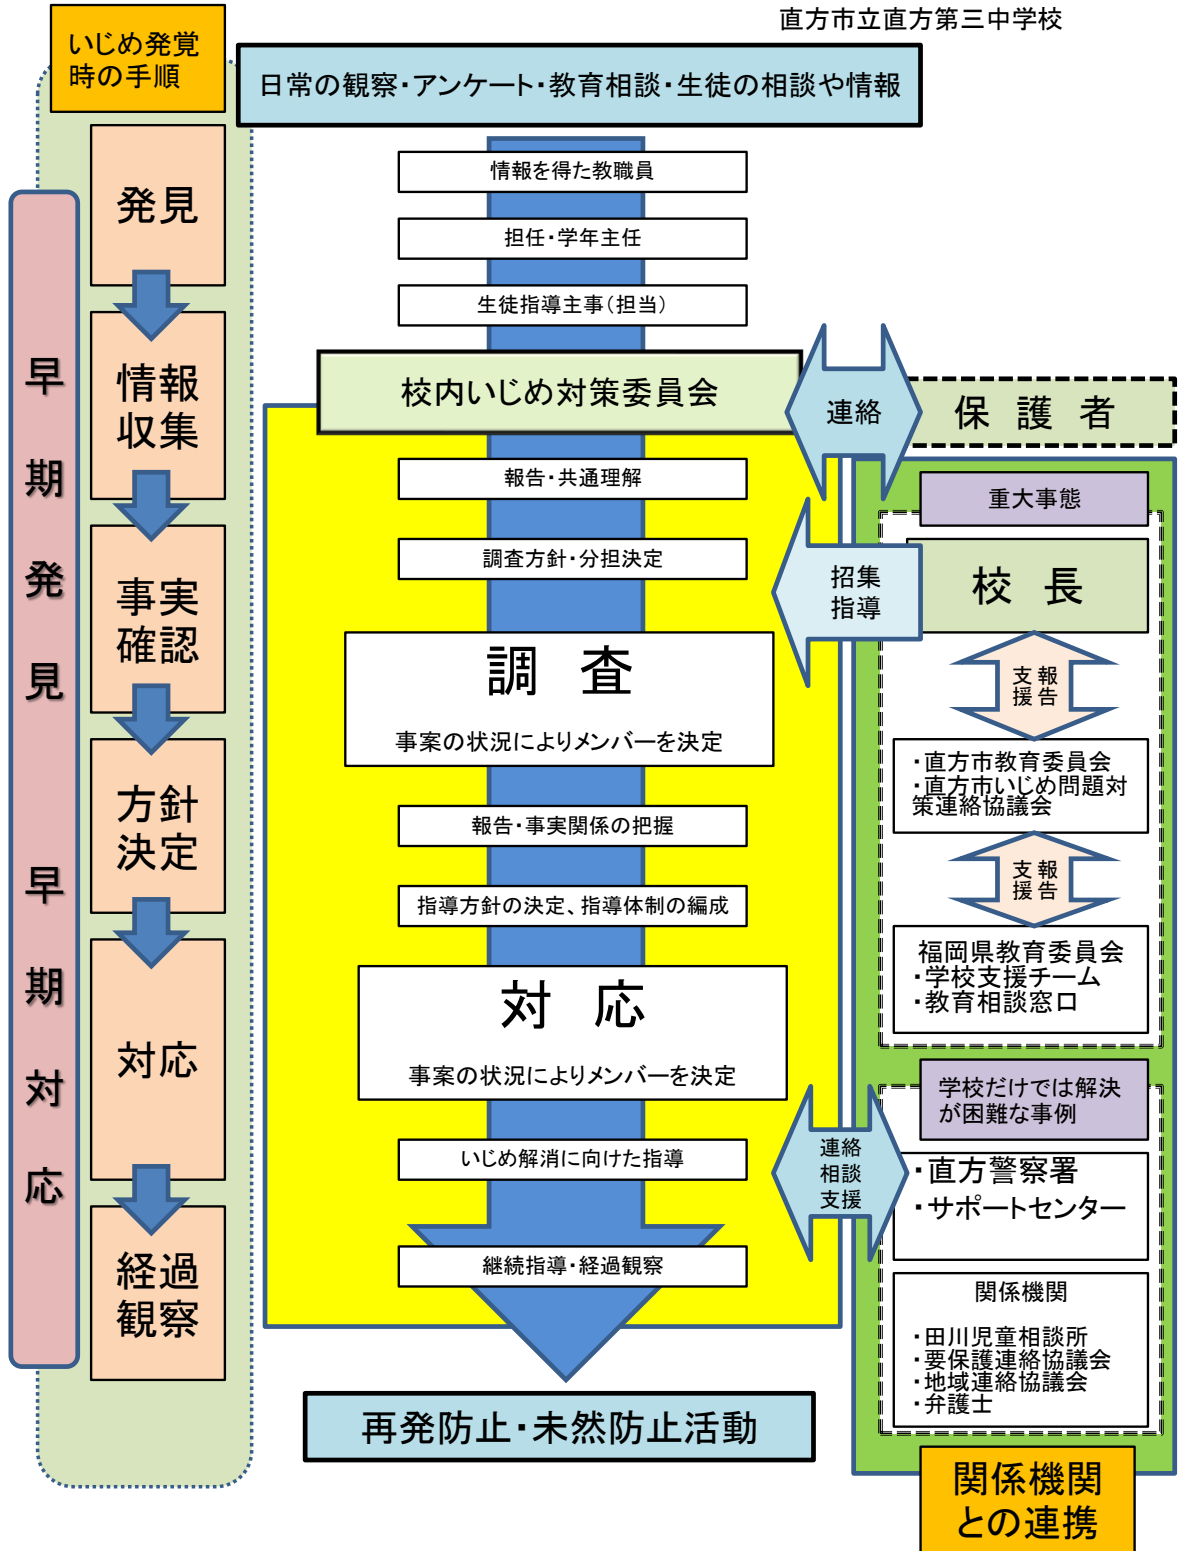 直方市立直方第三中学校
いじめ発覚
時の手順
日常の観察・アンケート・教育相談・生徒の相談や情報
早期発見 早期対応
発見
情報
収集
事実
確認
方針
決定
対応
経過
観察
情報を得た教職員
担任・学年主任
生徒指導主事(担当)
校内いじめ対策委員会
連絡
保護者
報告・共通理解
調査方針・分担決定
調査
事案の状況によりメンバーを決定
報告・事実関係の把握
指導方針の決定、指導体制の編成
対応
事案の状況によりメンバーを決定
いじめ解消に向けた指導
継続指導・経過観察
再発防止・未然防止活動
重大事態
校長
招集
指導
支援 報告
・直方市教育委員会
・直方市いじめ問題対
策連絡協議会
支援 報告
福岡県教育委員会
・学校支援チーム
・教育相談窓口
学校だけでは解決
が困難な事例
連絡
相談
支援
・直方警察署
・サポートセンター
関係機関
・田川児童相談所
・要保護連絡協議会
・地域連絡協議会
・弁護士
関係機関
との連携